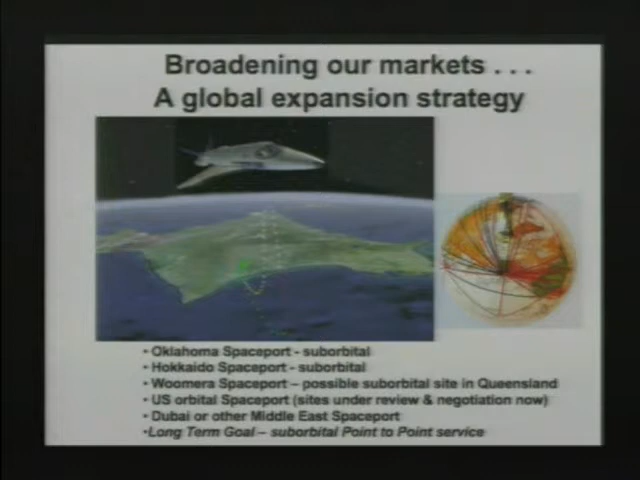 Broadening our markets . . .
A global expansion strategy
• Oklahoma Spaceport - suborbital
• Hokkaido Spaceport - suborbital
• Woomera Spaceport – possible suborbital site in Queensland
• US orbital Spaceport (sites under review & negotiation now)
• Dubai or other Middle East Spaceport
•Long Term Goal – suborbital Point to Point service